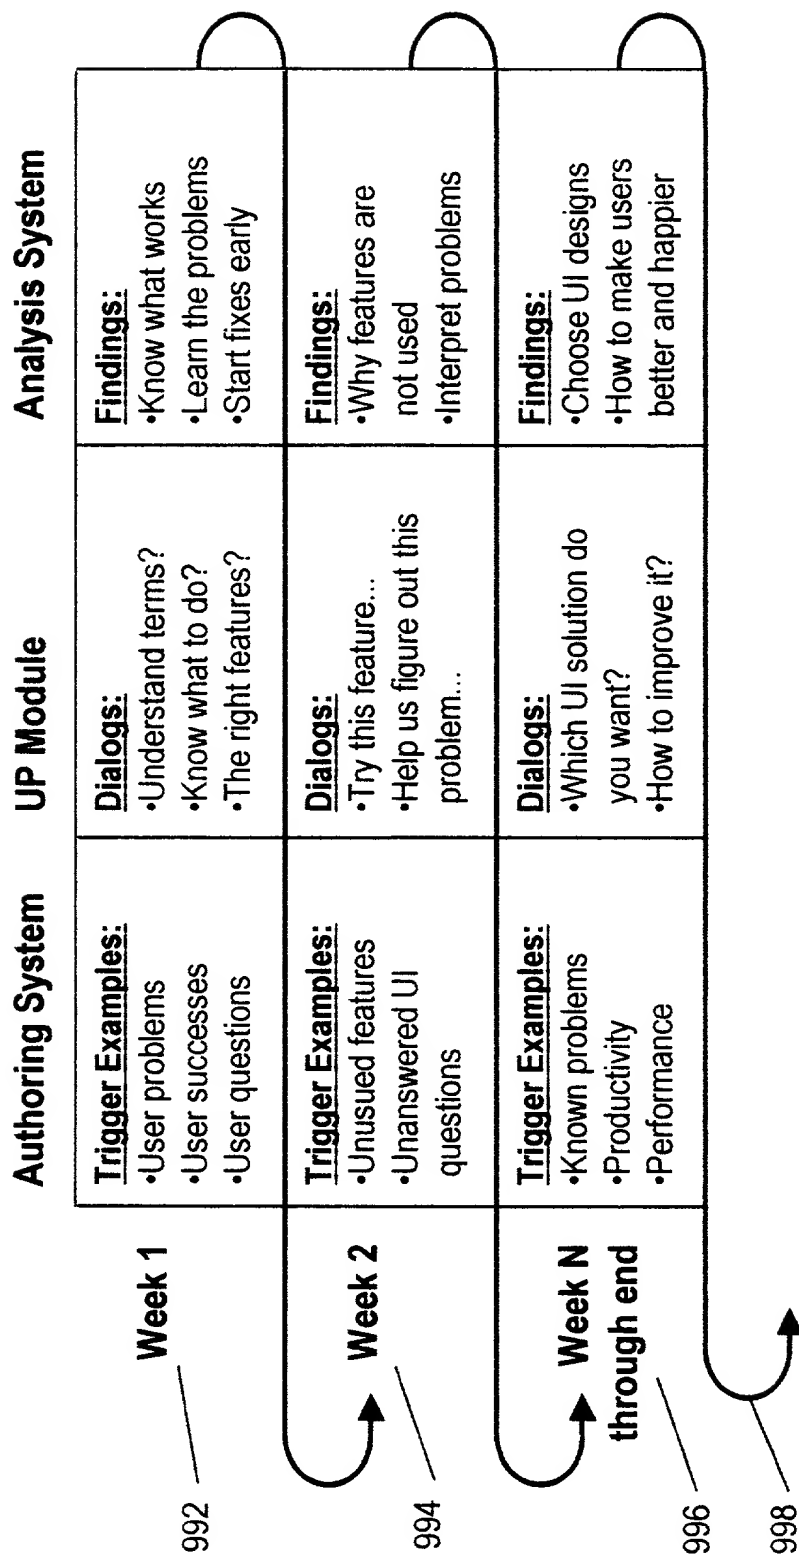 Authoring System
UP Module
Analysis System
Week 1
Trigger Examples:
•User problems
•User successes
•User questions
Dialogs:
•Understand terms?
•Know what to do?
•The right features?
Findings:
•Know what works
•Learn the problems
•Start fixes early
992
Week 2
Trigger Examples:
•Unusued features
•Unanswered UI
questions
Dialogs:
•Try this feature...
•Help us figure out this
problem...
Findings:
•Why features are
not used
•Interpret problems
994
Week N
through end
Trigger Examples:
•Known problems
•Productivity
•Performance
Dialogs:
•Which UI solution do
you want?
•How to improve it?
Findings:
•Choose UI designs
•How to make users
better and happier
996
998